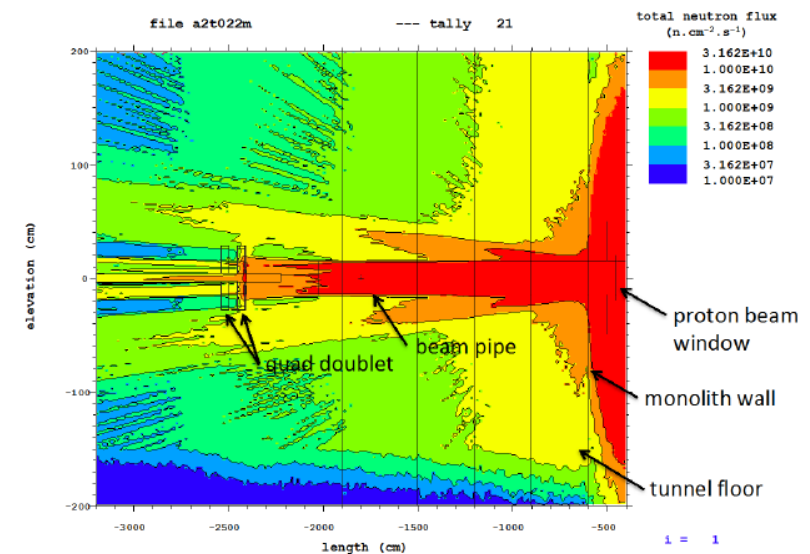 file a2t022m --- tally 21
total neutron flux
(n.cm⁻².s⁻¹)
3.162E+10
1.000E+10
3.162E+09
1.000E+09
3.162E+08
1.000E+08
3.162E+07
1.000E+07
200
100
0
-100
-200
elevation (cm)
quad doublet
beam pipe
proton beam
window
monolith wall
tunnel floor
-3000 -2500 -2000 -1500 -1000 -500
length (cm)
i = 1